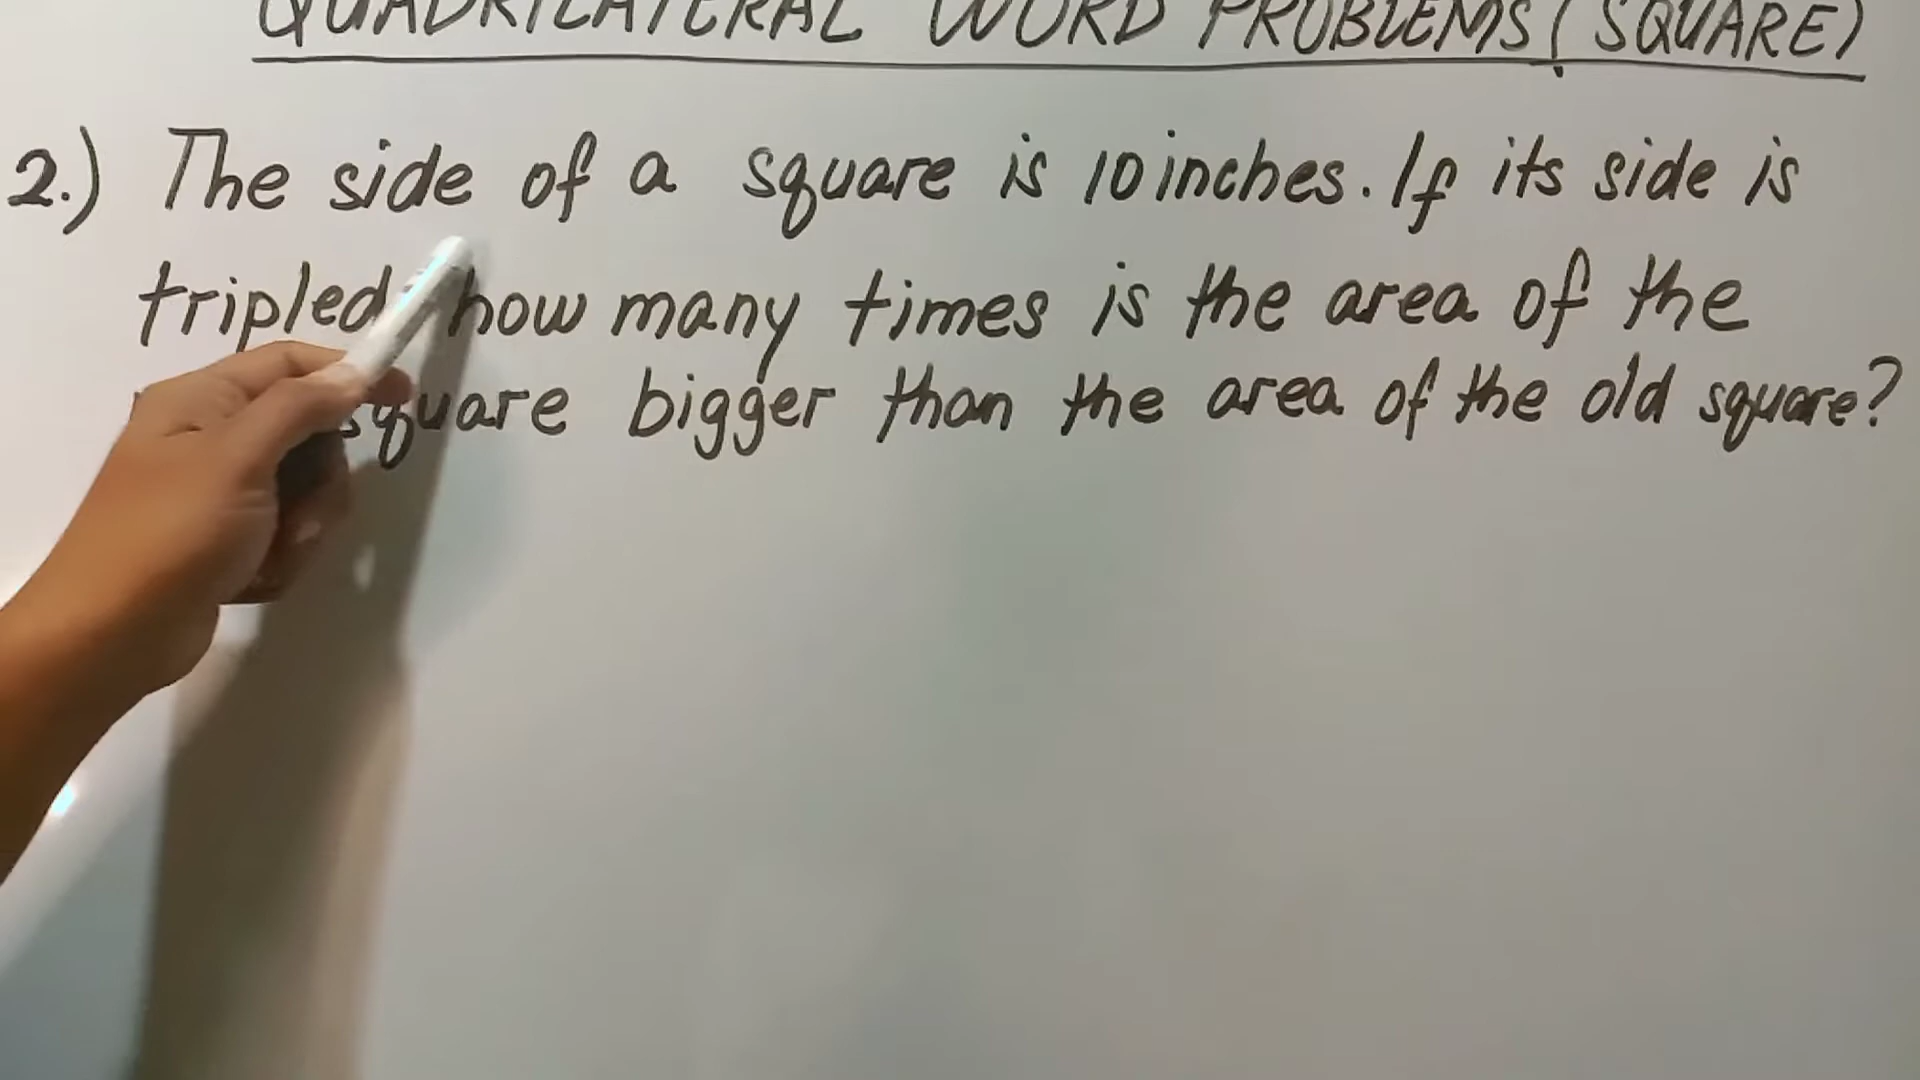 QUADRILATERAL WORD PROBLEMS (SQUARE)
2.) The side of a square is 10 inches. If its side is
tripled how many times is the area of the
square bigger than the area of the old square?